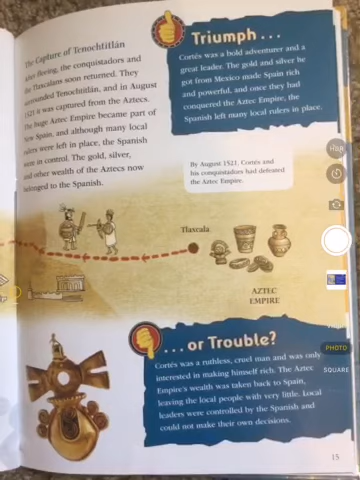 The Capture of Tenochtitlán
After fleeing, the conquistadors and
the Tlaxcalans soon returned. They
surrounded Tenochtitlán, and in August
1521 it was captured from the Aztecs.
The huge Aztec Empire became part of
New Spain, and although many local
rulers were left in place, the Spanish
were in control. The gold, silver,
and other wealth of the Aztecs now
belonged to the Spanish.
Triumph . . .
Cortés was a bold adventurer and a
great leader. The gold and silver he
got from Mexico made Spain rich
and powerful, and once they had
conquered the Aztec Empire, the
Spanish left many local rulers in place.
By August 1521, Cortés and
his conquistadors had defeated
the Aztec Empire.
Tlaxcala
AZTEC
EMPIRE
. . . or Trouble?
Cortés was a ruthless, cruel man and was only
interested in making himself rich. The Aztec
Empire's wealth was taken back to Spain,
leaving the local people with very little. Local
leaders were controlled by the Spanish and
could not make their own decisions.
15
PHOTO
SQUARE